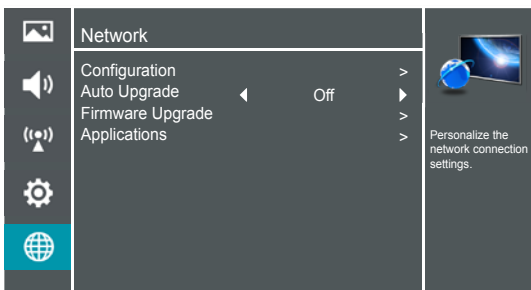 Network
Configuration >
Auto Upgrade Off
Firmware Upgrade >
Applications >
Personalize the
network connection
settings.